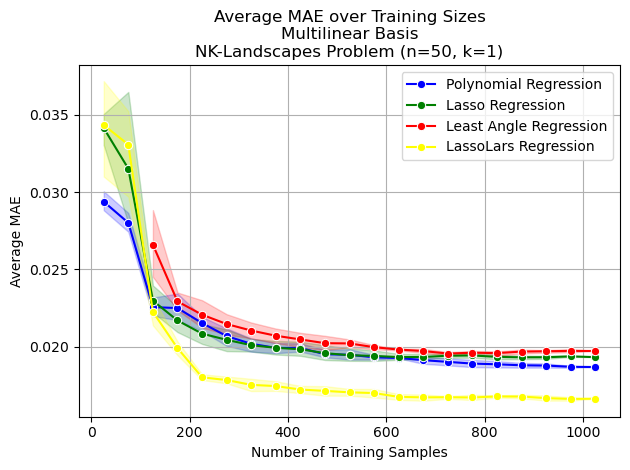 Average MAE over Training Sizes
Multilinear Basis
NK-Landscapes Problem (n=50, k=1)
Polynomial Regression
Lasso Regression
Least Angle Regression
LassoLars Regression
Average MAE
0.035
0.030
0.025
0.020
0
200
400
600
800
1000
Number of Training Samples